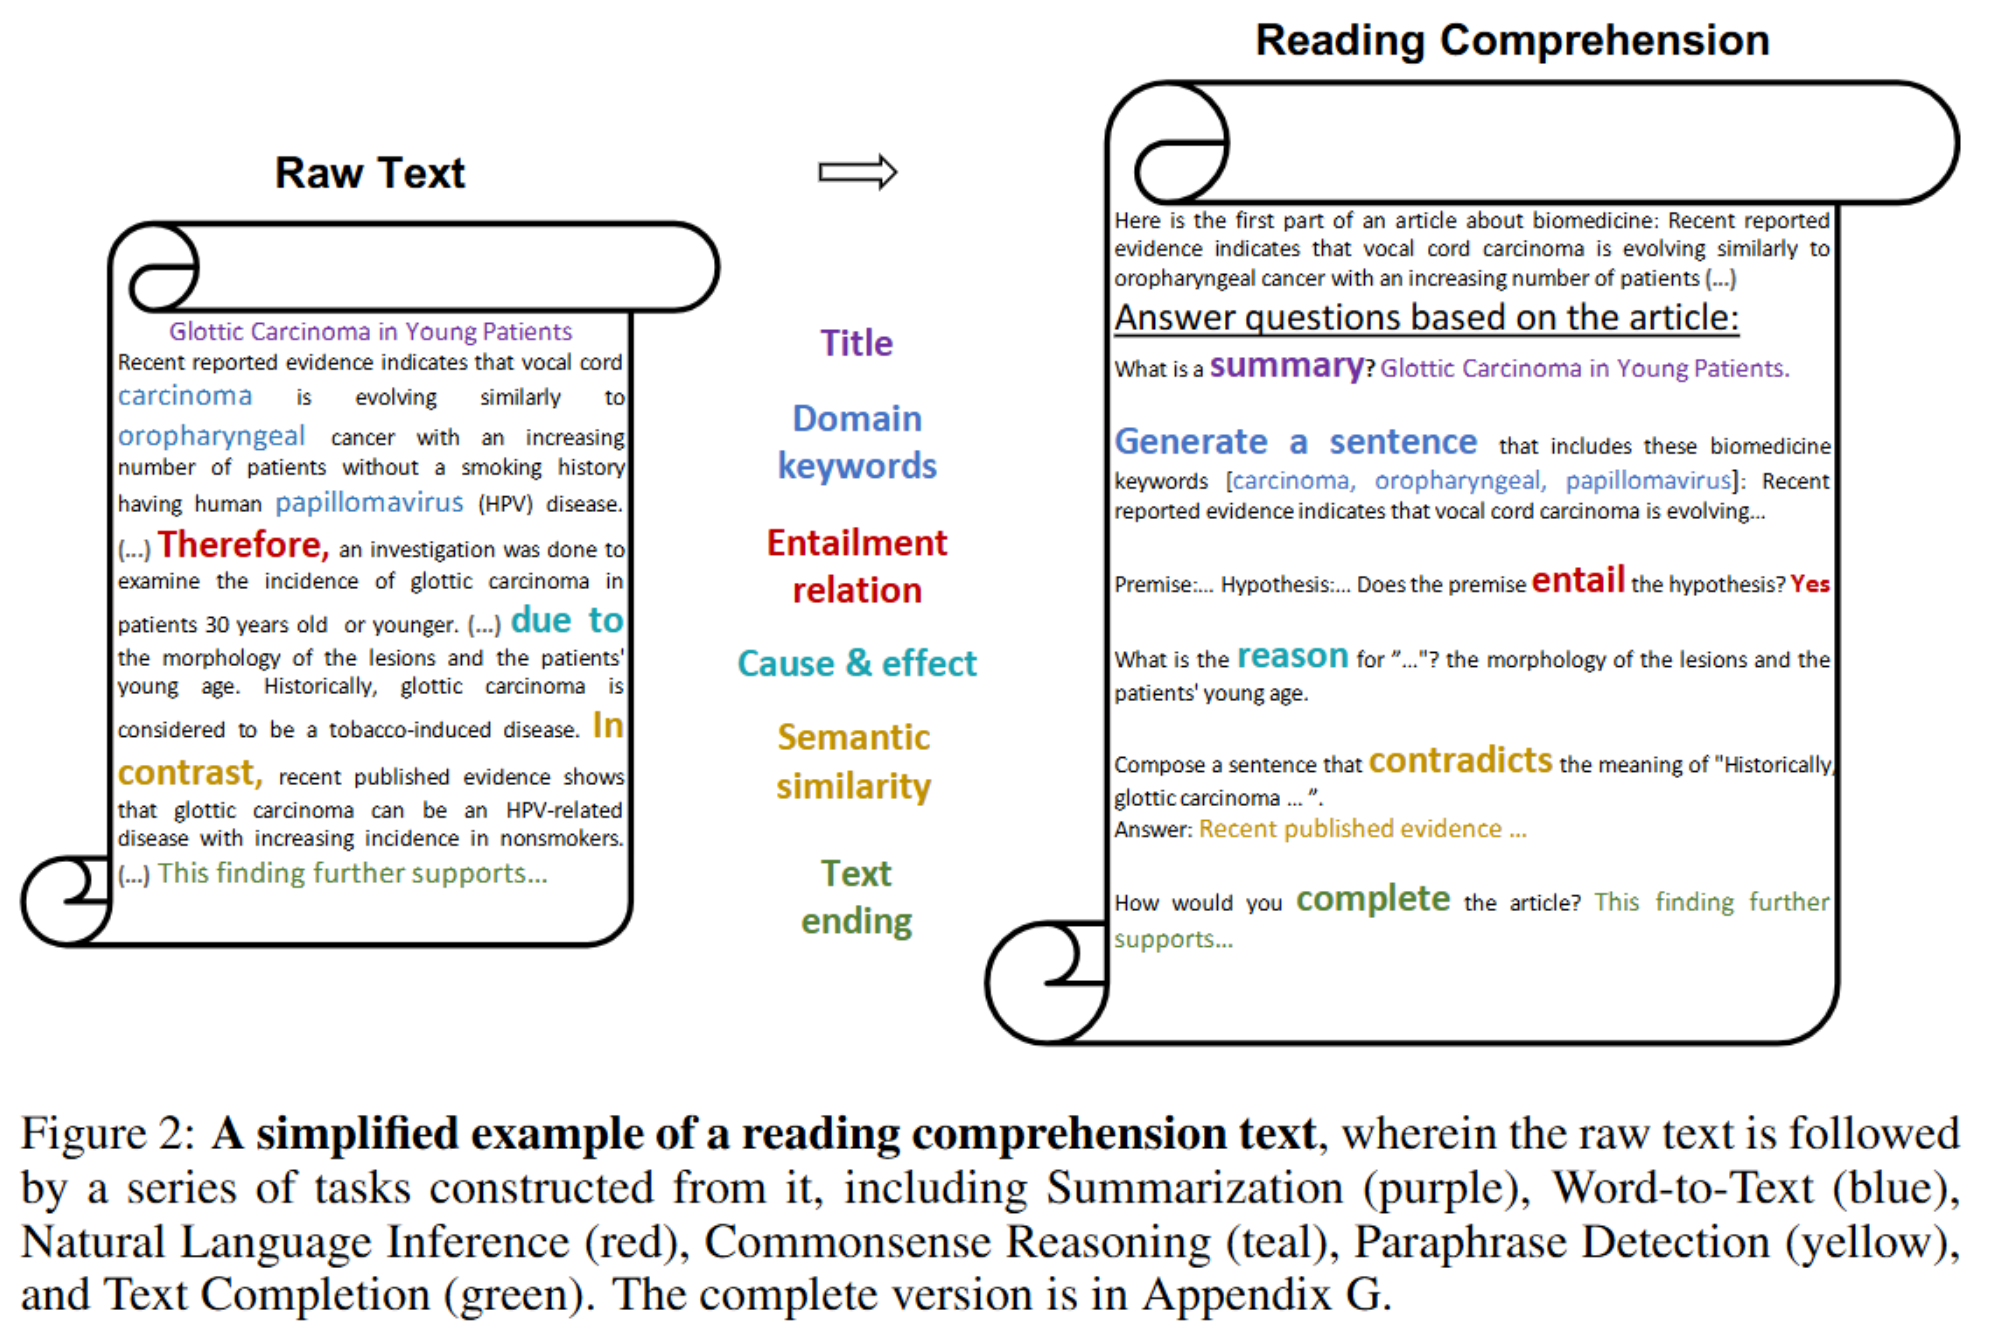 Reading Comprehension
Raw Text
Glottic Carcinoma in Young Patients
Recent reported evidence indicates that vocal cord
carcinoma is evolving similarly to
oropharyngeal cancer with an increasing
number of patients without a smoking history
having human papillomavirus (HPV) disease.
(...) Therefore, an investigation was done to
examine the incidence of glottic carcinoma in
patients 30 years old or younger. (...) due to
the morphology of the lesions and the patients'
young age. Historically, glottic carcinoma is
considered to be a tobacco-induced disease. In
contrast, recent published evidence shows
that glottic carcinoma can be an HPV-related
disease with increasing incidence in nonsmokers.
(...) This finding further supports...
Title
Domain
keywords
Entailment
relation
Cause & effect
Semantic
similarity
Text
ending
Here is the first part of an article about biomedicine: Recent reported
evidence indicates that vocal cord carcinoma is evolving similarly to
oropharyngeal cancer with an increasing number of patients (...)
Answer questions based on the article:
What is a summary? Glottic Carcinoma in Young Patients.
Generate a sentence that includes these biomedicine
keywords [carcinoma, oropharyngeal, papillomavirus]: Recent
reported evidence indicates that vocal cord carcinoma is evolving...
Premise:... Hypothesis:... Does the premise entail the hypothesis? Yes
What is the reason for ”..."? the morphology of the lesions and the
patients' young age.
Compose a sentence that contradicts the meaning of "Historically,
glottic carcinoma ... ”.
Answer: Recent published evidence ...
How would you complete the article? This finding further
supports...
Figure 2: A simplified example of a reading comprehension text, wherein the raw text is followed
by a series of tasks constructed from it, including Summarization (purple), Word-to-Text (blue),
Natural Language Inference (red), Commonsense Reasoning (teal), Paraphrase Detection (yellow),
and Text Completion (green). The complete version is in Appendix G.